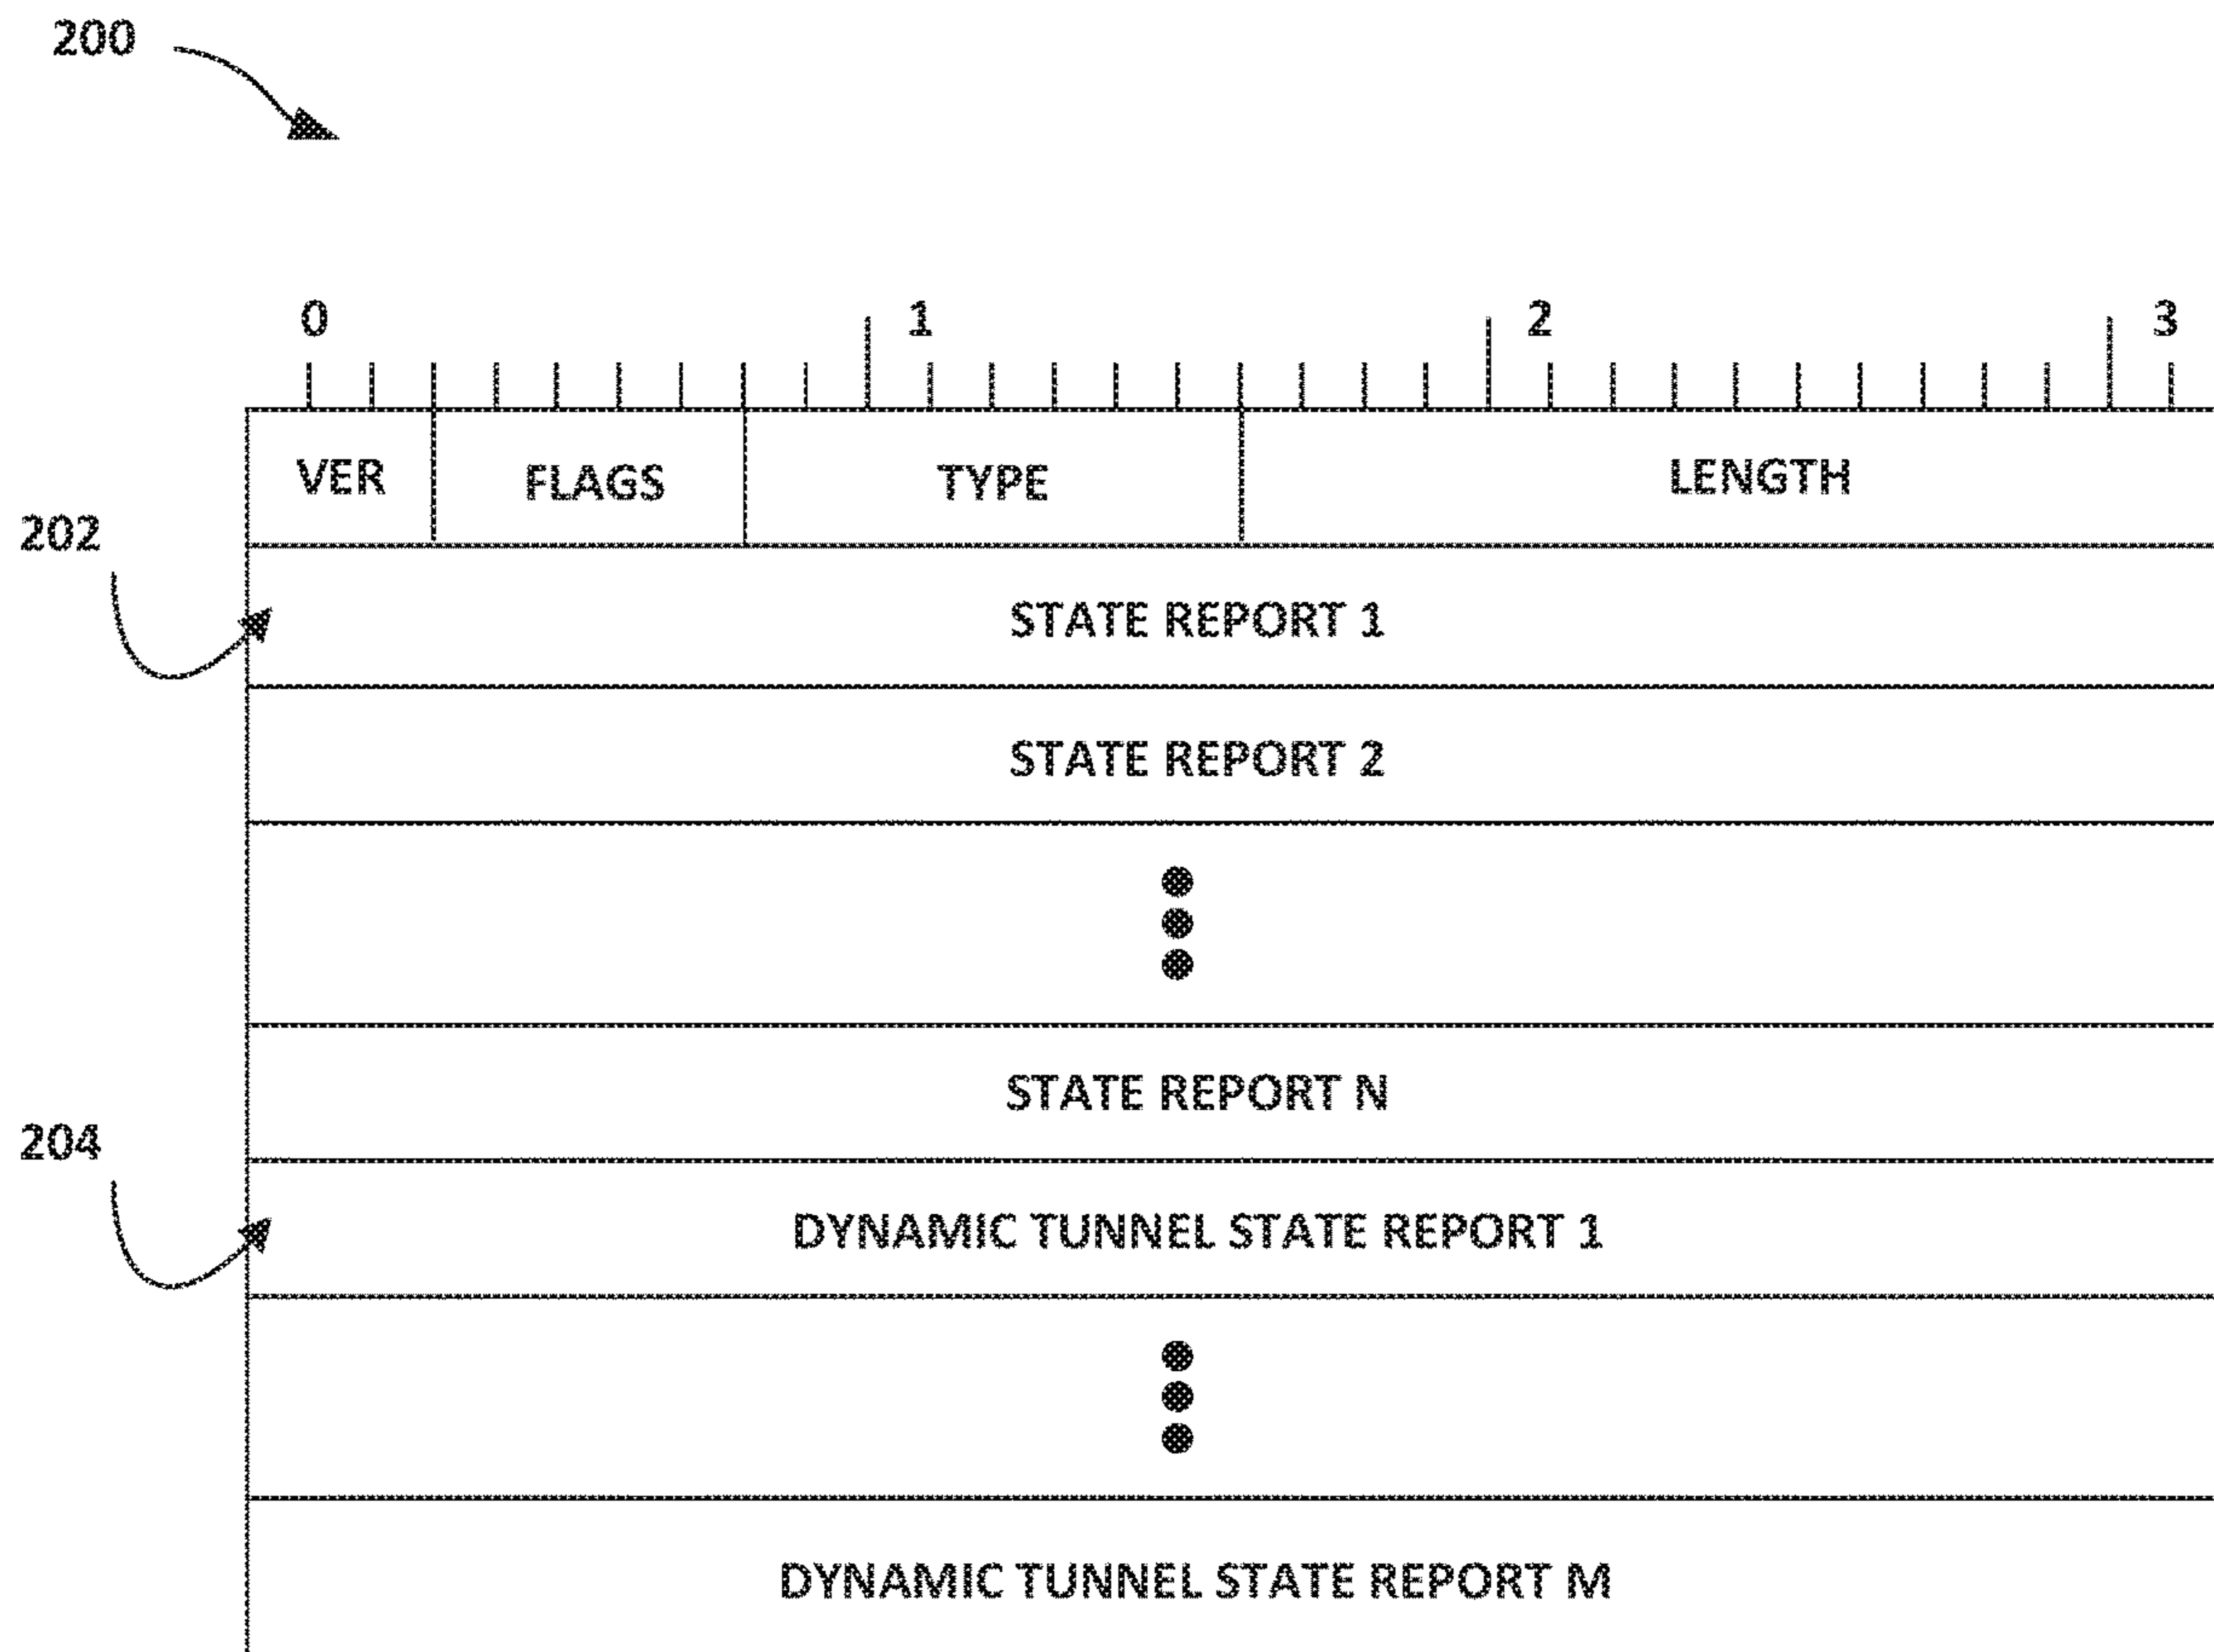 200
0 1 2 3
VER FLAGS TYPE LENGTH
202
STATE REPORT 1
STATE REPORT 2
STATE REPORT N
204
DYNAMIC TUNNEL STATE REPORT 1
DYNAMIC TUNNEL STATE REPORT M